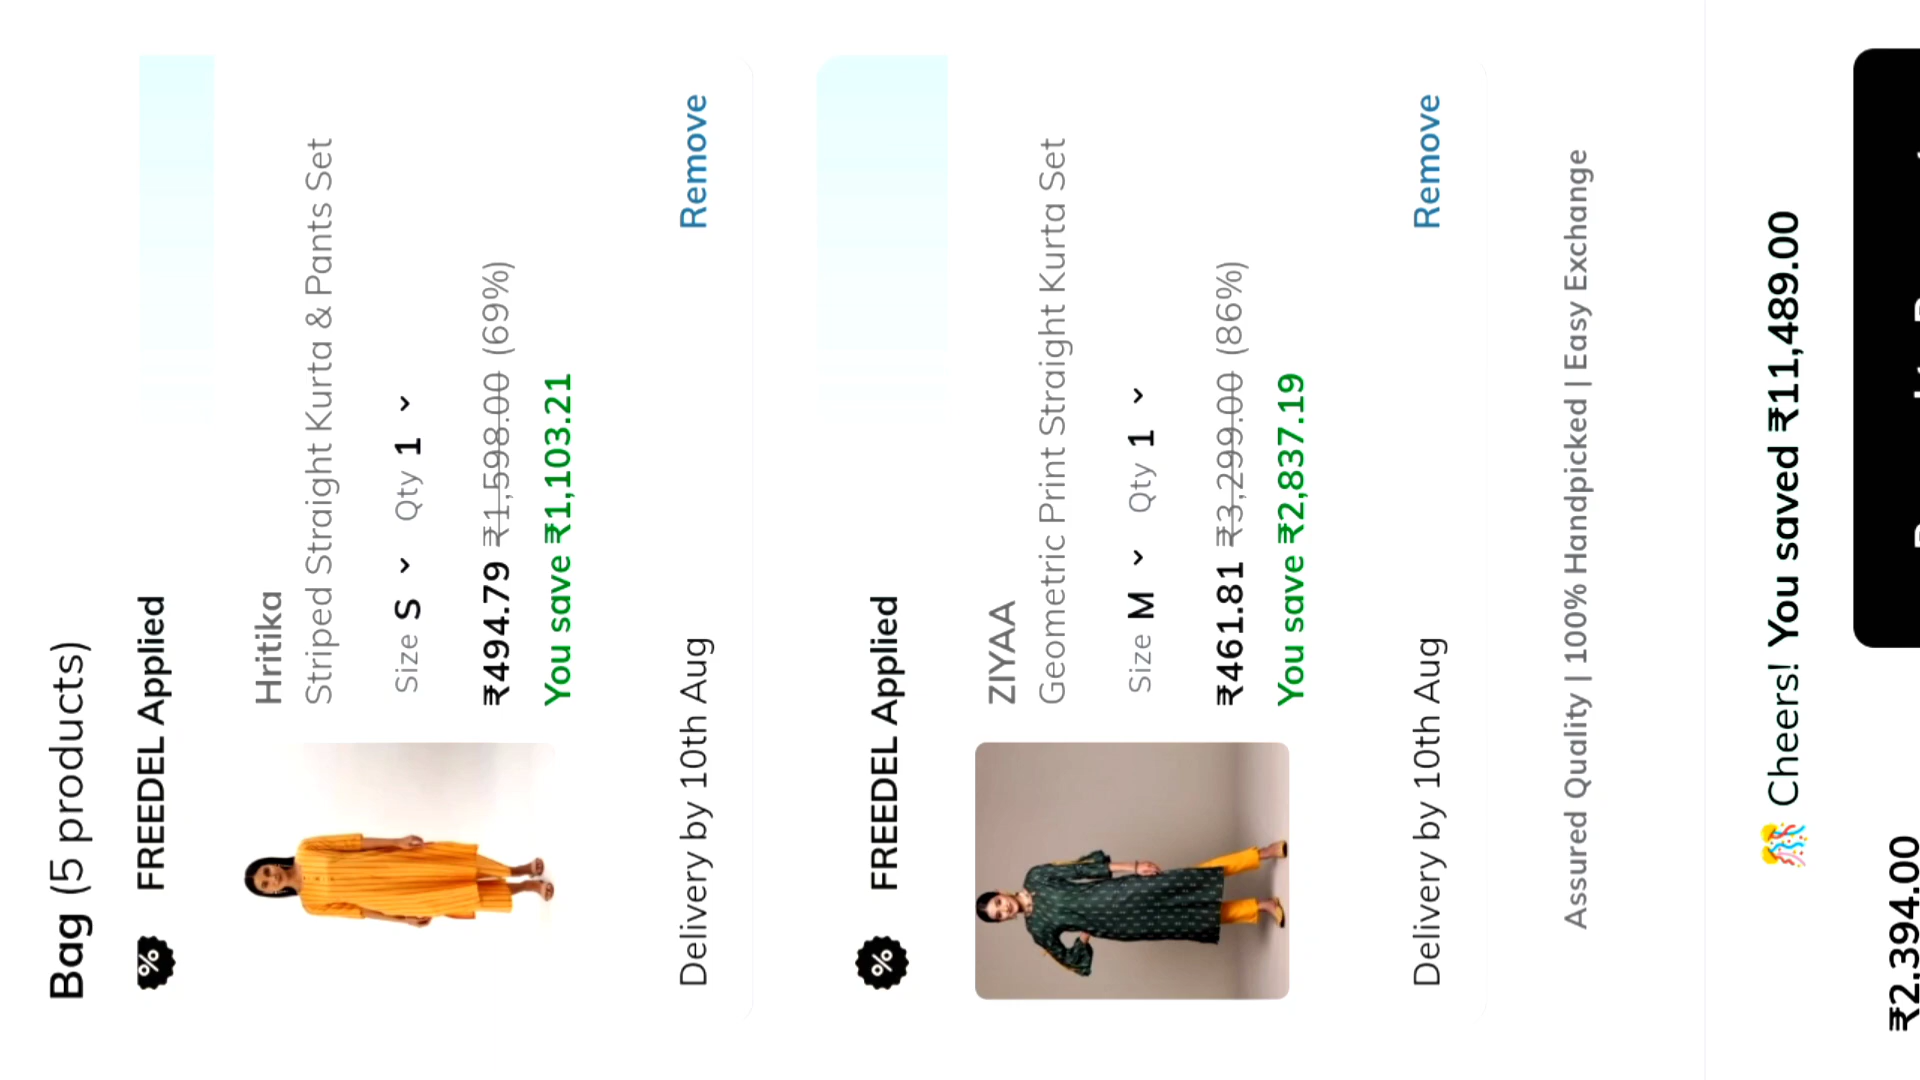 Bag (5 products)
% FREEDEL Applied
Hritika
Striped Straight Kurta & Pants Set
Size S Qty 1
₹494.79 ₹1,598.00 (69%)
You save ₹1,103.21
Delivery by 10th Aug Remove
% FREEDEL Applied
ZIYAA
Geometric Print Straight Kurta Set
Size M Qty 1
₹461.81 ₹3,299.00 (86%)
You save ₹2,837.19
Delivery by 10th Aug Remove
Assured Quality | 100% Handpicked | Easy Exchange
Cheers! You saved ₹11,489.00
₹2,394.00